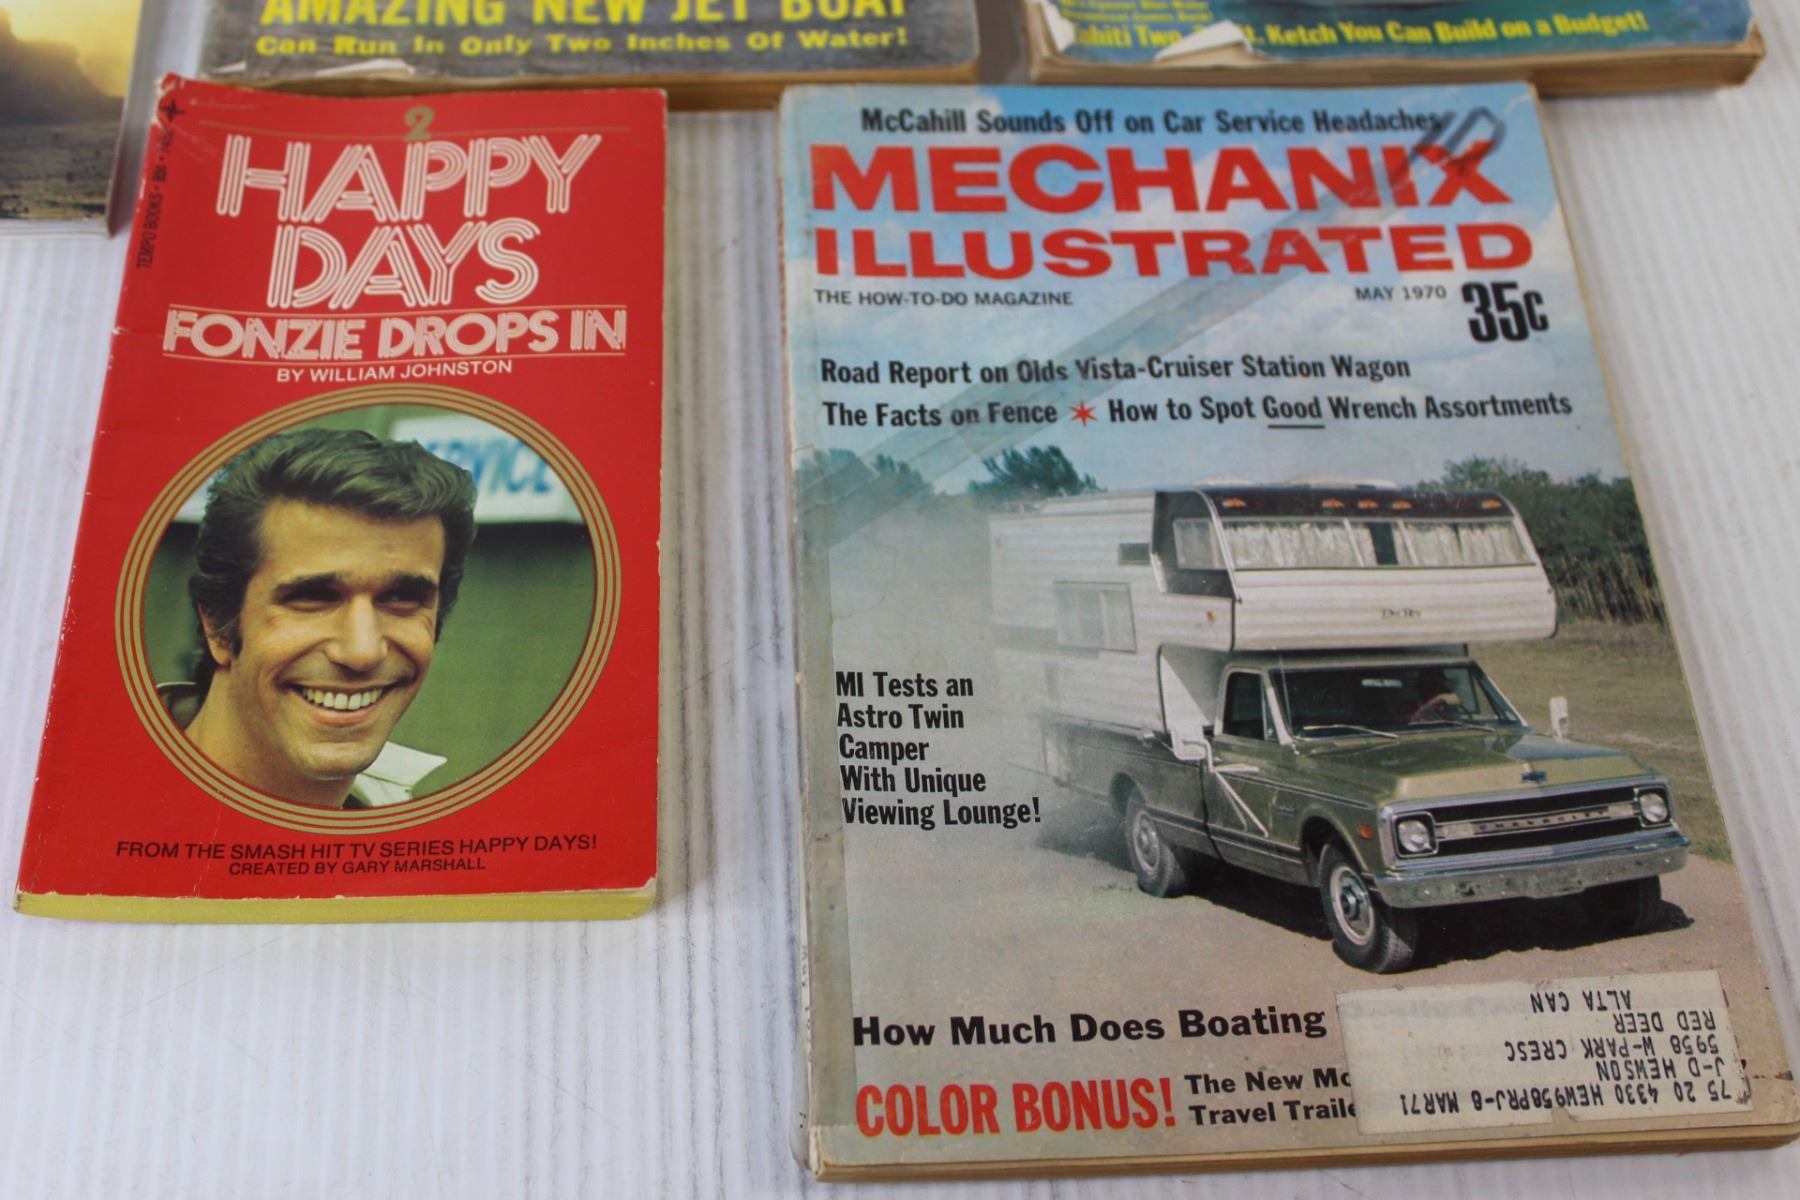 AMAZING NEW JET BOAT
Can Run In Only Two Inches Of Water!
Ketch You Can Build on a Budget!
TEMPO BOOKS
2
HAPPY
DAYS
FONZIE DROPS IN
BY WILLIAM JOHNSTON
FROM THE SMASH HIT TV SERIES HAPPY DAYS!
CREATED BY GARY MARSHALL
McCahill Sounds Off on Car Service Headaches
MECHANIX
ILLUSTRATED
THE HOW-TO-DO MAGAZINE
MAY 1970
35c
Road Report on Olds Vista-Cruiser Station Wagon
The Facts on Fence ✶ How to Spot Good Wrench Assortments
MI Tests an
Astro Twin
Camper
With Unique
Viewing Lounge!
CHEVROLET
How Much Does Boating
COLOR BONUS!
The New
Travel
75 20 4330 HEW958PRJ-8 MAR71
J-D HEWSON
5958 W-PARK CRESC
RED DEER
ALTA CAN